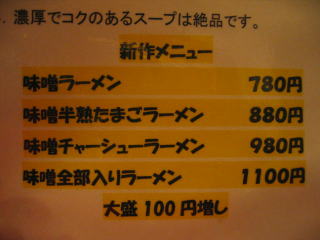 濃厚でコクのあるスープは絶品です。
新作メニュー
味噌ラーメン 780円
味噌半熟たまごラーメン 880円
味噌チャーシューラーメン 980円
味噌全部入りラーメン 1100円
大盛100円増し